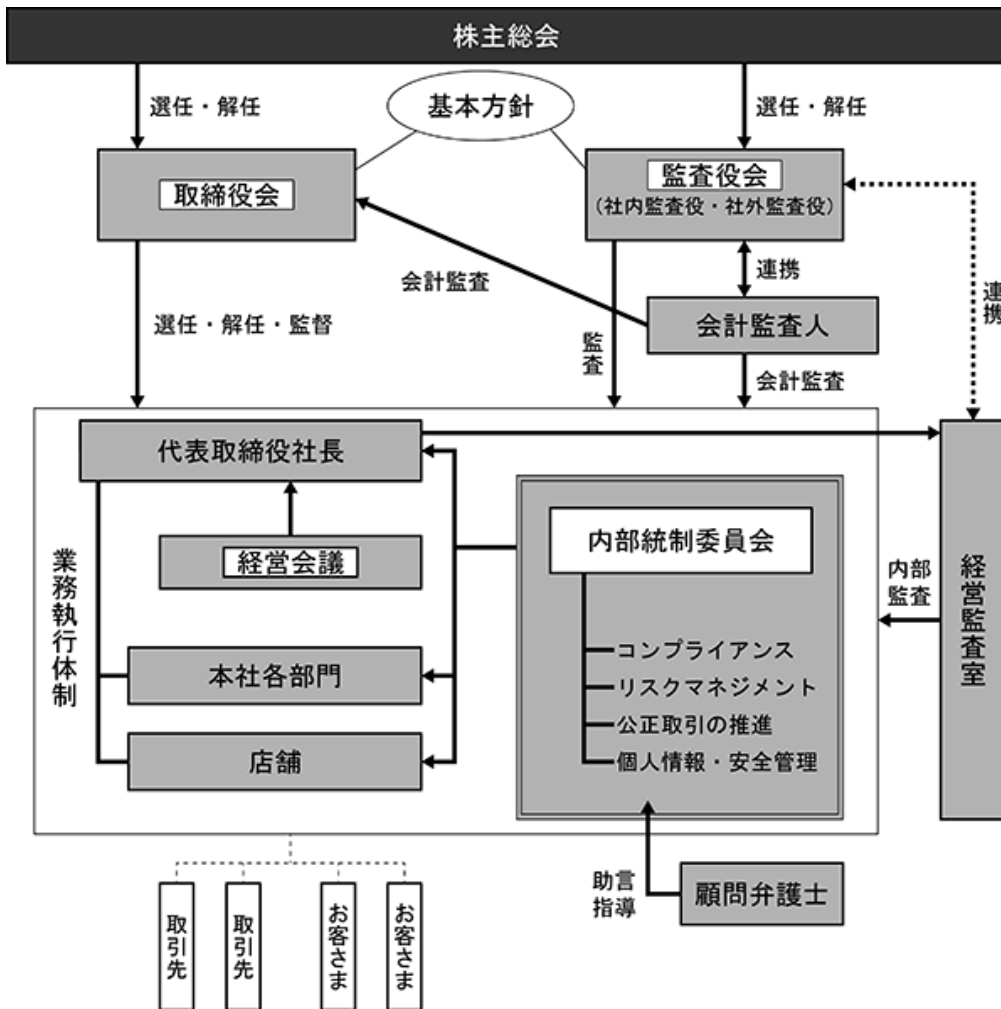 株主総会
選任・解任
基本方針
選任・解任
取締役会
監査役会
(社内監査役・社外監査役)
会計監査
連携
連携
選任・解任・監督
監査
会計監査人
会計監査
代表取締役社長
経営会議
業務執行体制
本社各部門
店舗
内部統制委員会
コンプライアンス
リスクマネジメント
公正取引の推進
個人情報・安全管理
内部
監査
経営監査室
助言
指導
顧問弁護士
取引先
取引先
お客さま
お客さま